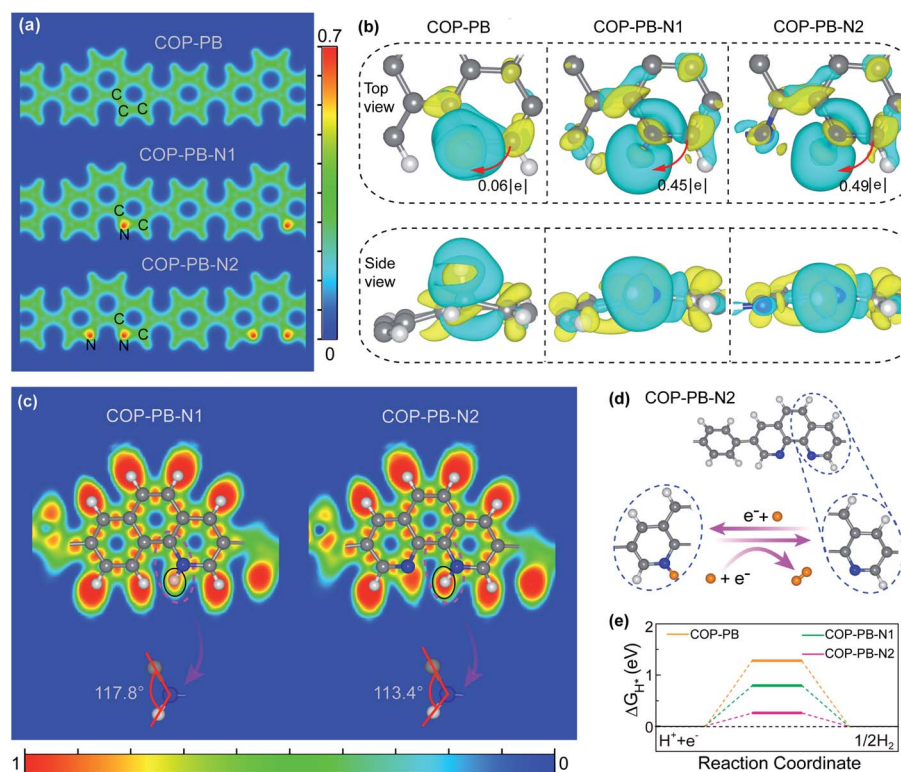 (a)
COP-PB
C
C
C
COP-PB-N1
C
C
N
COP-PB-N2
C
C
N
N
0.7
0
(b)
COP-PB
COP-PB-N1
COP-PB-N2
Top
view
0.06|e|
0.45|e|
0.49|e|
Side
view
(c)
COP-PB-N1
COP-PB-N2
117.8°
113.4°
1
0
(d)
COP-PB-N2
e⁻+
+ e⁻
(e)
ΔG_H* (eV)
2
1
0
COP-PB
COP-PB-N1
COP-PB-N2
H⁺+e⁻
1/2H₂
Reaction Coordinate